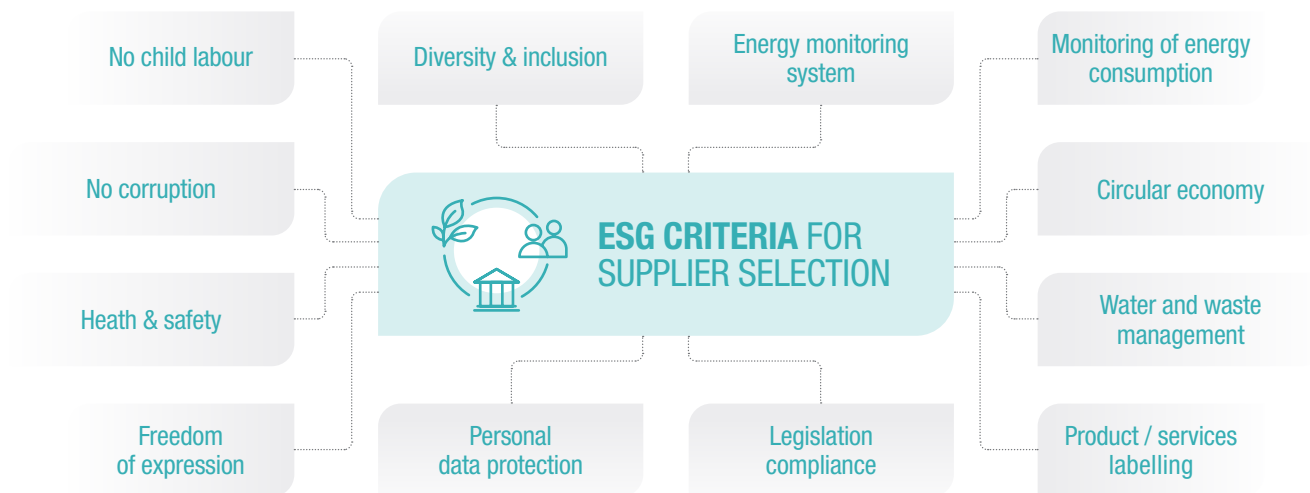 No child labour
Diversity & inclusion
Energy monitoring
system
Monitoring of energy
consumption
No corruption
Circular economy
ESG CRITERIA FOR
SUPPLIER SELECTION
Heath & safety
Water and waste
management
Freedom
of expression
Personal
data protection
Legislation
compliance
Product / services
labelling